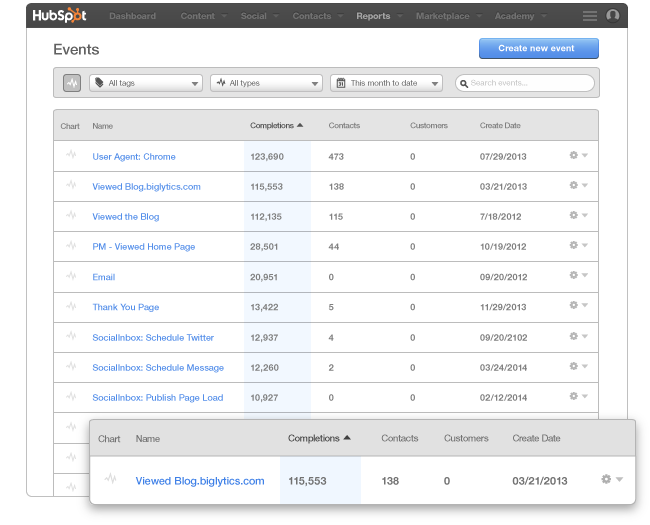 HubSpot Dashboard Content Social Contacts Reports Marketplace Academy
Events
Create new event
All tags All types 31 This month to date Search events...
Chart Name Completions Contacts Customers Create Date
User Agent: Chrome 123,690 473 0 07/29/2013
Viewed Blog.biglytics.com 115,553 138 0 03/21/2013
Viewed the Blog 112,135 115 0 7/18/2012
PM - Viewed Home Page 28,501 44 0 10/19/2012
Email 20,951 0 0 09/20/2012
Thank You Page 13,422 5 0 11/29/2013
SocialInbox: Schedule Twitter 12,937 4 0 09/20/2102
SocialInbox: Schedule Message 12,260 2 0 03/24/2014
SocialInbox: Publish Page Load 10,927 0 0 02/12/2014
Chart Name Completions Contacts Customers Create Date
Viewed Blog.biglytics.com 115,553 138 0 03/21/2013